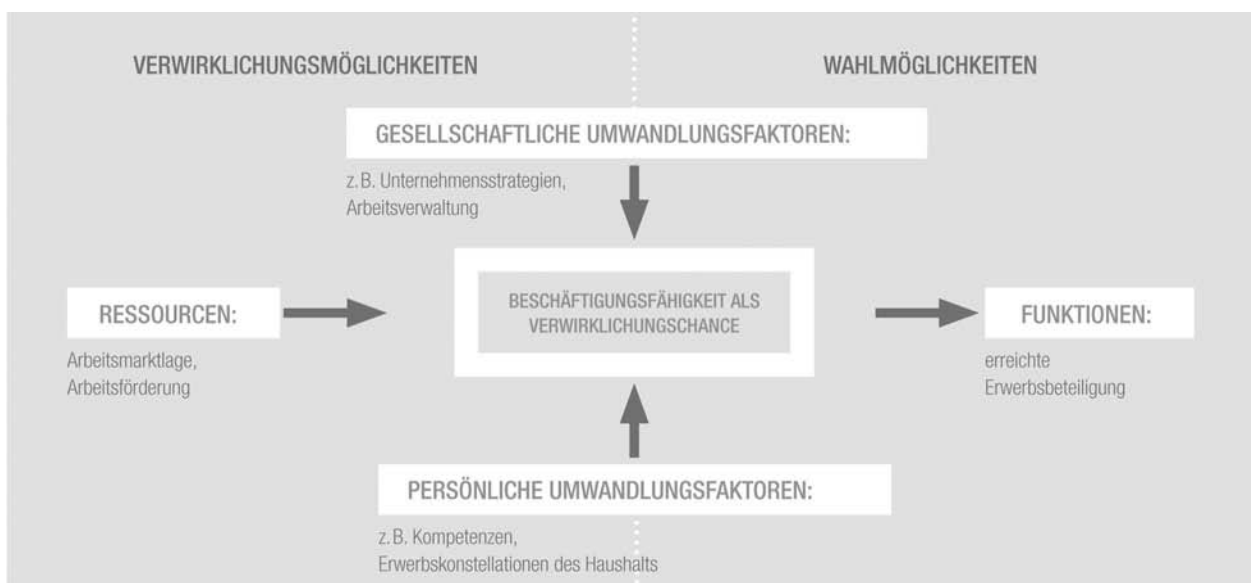 VERWIRKLICHUNGSMÖGLICHKEITEN
WAHLMÖGLICHKEITEN
GESELLSCHAFTLICHE UMWANDLUNGSFAKTOREN:
z. B. Unternehmensstrategien,
Arbeitsverwaltung
RESSOURCEN:
Arbeitsmarktlage,
Arbeitsförderung
BESCHÄFTIGUNGSFÄHIGKEIT ALS
VERWIRKLICHUNGSCHANCE
FUNKTIONEN:
erreichte
Erwerbsbeteiligung
PERSÖNLICHE UMWANDLUNGSFAKTOREN:
z. B. Kompetenzen,
Erwerbskonstellationen des Haushalts